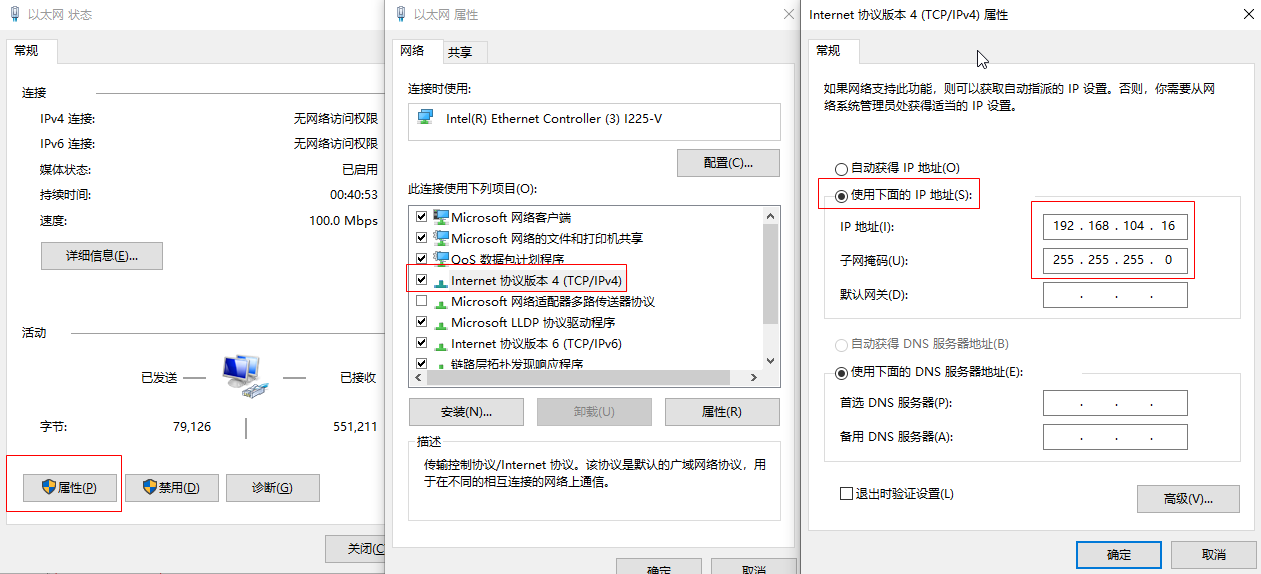 以太网 状态
常规
连接
IPv4 连接: 无网络访问权限
IPv6 连接: 无网络访问权限
媒体状态: 已启用
持续时间: 00:40:53
速度: 100.0 Mbps
详细信息(E)...
活动
已发送 已接收
字节: 79,126 551,211
属性(P) 禁用(D) 诊断(G)
关闭(C
以太网 属性
网络 共享
连接时使用:
Intel(R) Ethernet Controller (3) I225-V
配置(C)...
此连接使用下列项目(O):
Microsoft 网络客户端
Microsoft 网络的文件和打印机共享
QoS 数据包计划程序
Internet 协议版本 4 (TCP/IPv4)
Microsoft 网络适配器多路传送器协议
Microsoft LLDP 协议驱动程序
Internet 协议版本 6 (TCP/IPv6)
链路层拓扑发现响应程序
安装(N)... 卸载(U) 属性(R)
描述
传输控制协议/Internet 协议。该协议是默认的广域网络协议，用
于在不同的相互连接的网络上通信。
确定 取消
Internet 协议版本 4 (TCP/IPv4) 属性
常规
如果网络支持此功能，则可以获取自动指派的 IP 设置。否则，你需要从网
络系统管理员处获得适当的 IP 设置。
自动获得 IP 地址(O)
使用下面的 IP 地址(S):
IP 地址(I): 192 . 168 . 104 . 16
子网掩码(U): 255 . 255 . 255 . 0
默认网关(D): . . .
自动获得 DNS 服务器地址(B)
使用下面的 DNS 服务器地址(E):
首选 DNS 服务器(P): . . .
备用 DNS 服务器(A): . . .
退出时验证设置(L)
高级(V)...
确定 取消